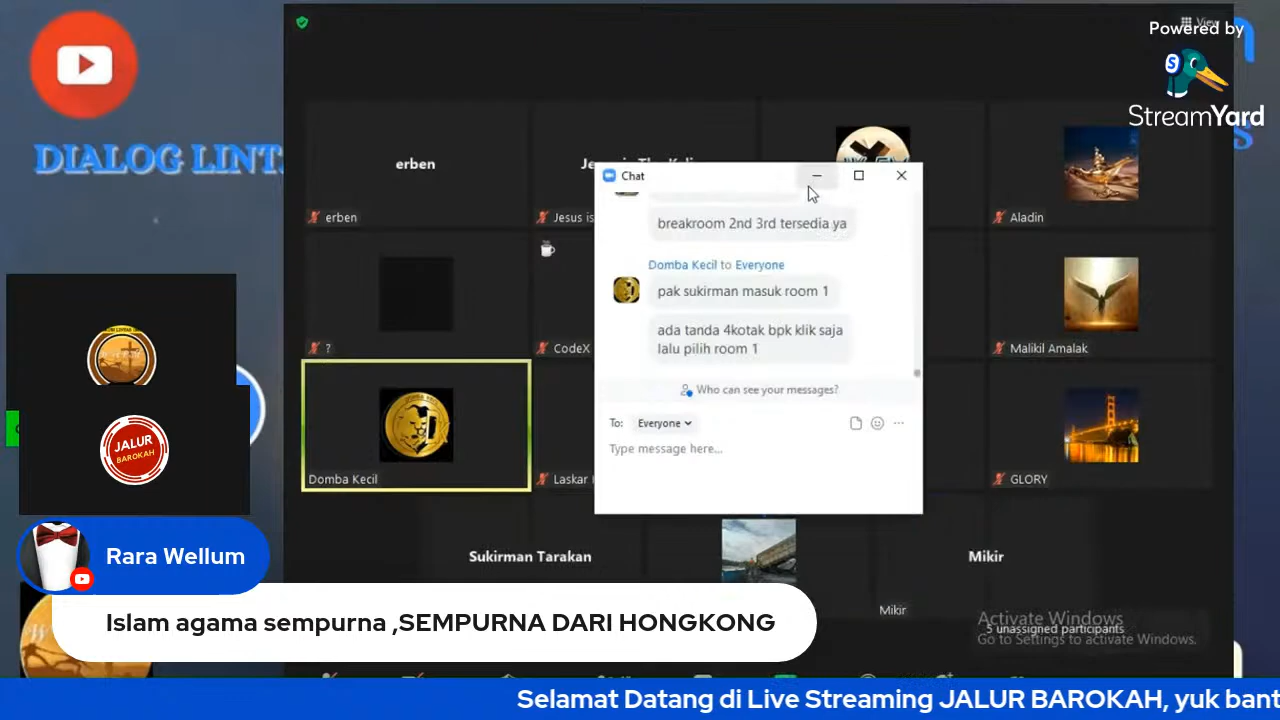 View
Powered by
StreamYard
DIALOG LINT
erben
erben
Jesus is
Aladin
Chat
breakroom 2nd 3rd tersedia ya
Domba Kecil to Everyone
pak sukirman masuk room 1
ada tanda 4kotak bpk klik saja
lalu pilih room 1
Who can see your messages?
To: Everyone
Type message here...
?
CodeX
Malikil Amalak
Domba Kecil
Laskar
GLORY
JALUR
BAROKAH
Sukirman Tarakan
Mikir
Mikir
Rara Wellum
Islam agama sempurna ,SEMPURNA DARI HONGKONG
Activate Windows
5 unassigned participants
Go to Settings to activate Windows.
Selamat Datang di Live Streaming JALUR BAROKAH, yuk bant